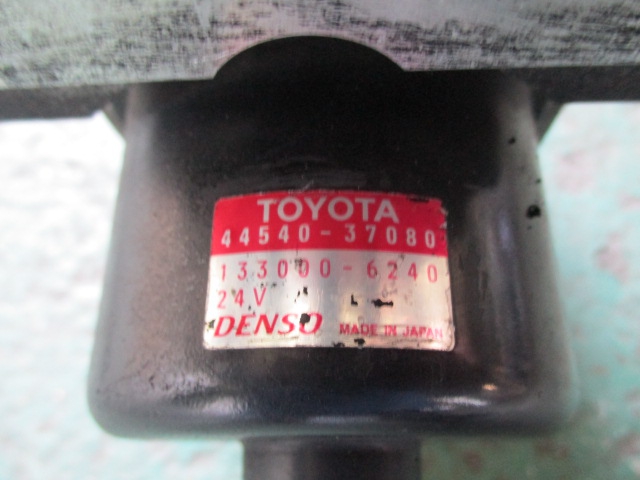 TOYOTA
44540-37080
133000-6240
24V
DENSO MADE IN JAPAN